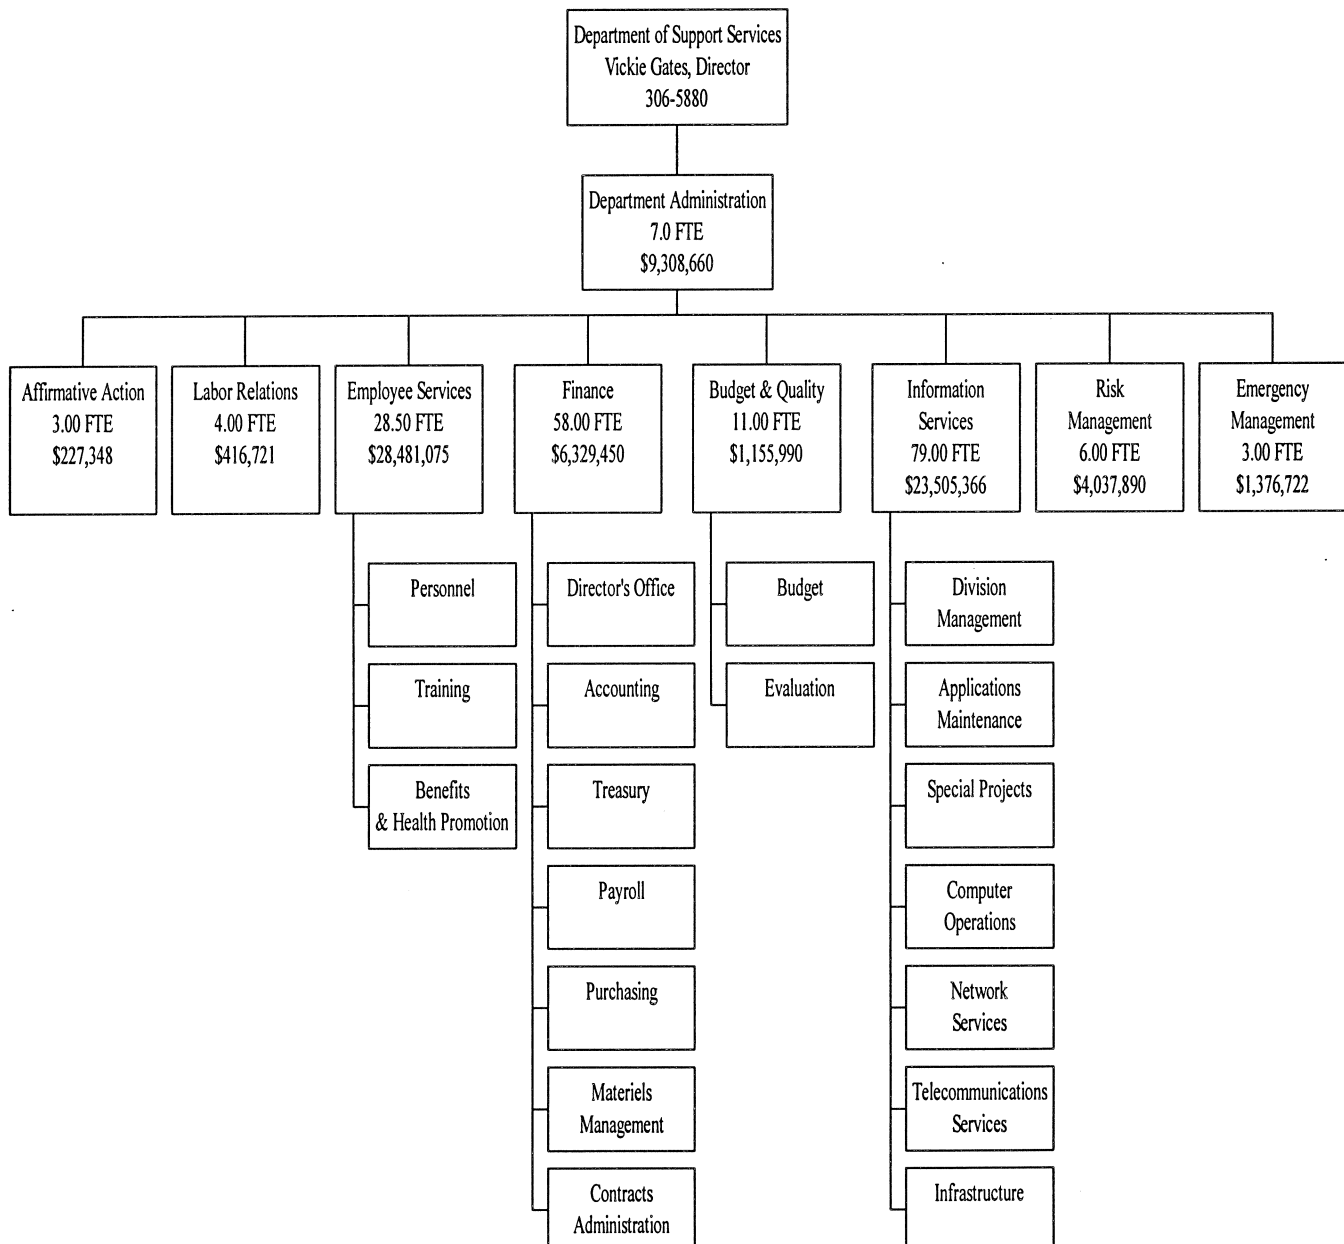 Department of Support Services
Vickie Gates, Director
306-5880
Department Administration
7.0 FTE
$9,308,660
Affirmative Action
3.00 FTE
$227,348
Labor Relations
4.00 FTE
$416,721
Employee Services
28.50 FTE
$28,481,075
Finance
58.00 FTE
$6,329,450
Budget & Quality
11.00 FTE
$1,155,990
Information
Services
79.00 FTE
$23,505,366
Risk
Management
6.00 FTE
$4,037,890
Emergency
Management
3.00 FTE
$1,376,722
Personnel
Training
Benefits
& Health Promotion
Director's Office
Accounting
Treasury
Payroll
Purchasing
Materiels
Management
Contracts
Administration
Budget
Evaluation
Division
Management
Applications
Maintenance
Special Projects
Computer
Operations
Network
Services
Telecommunications
Services
Infrastructure